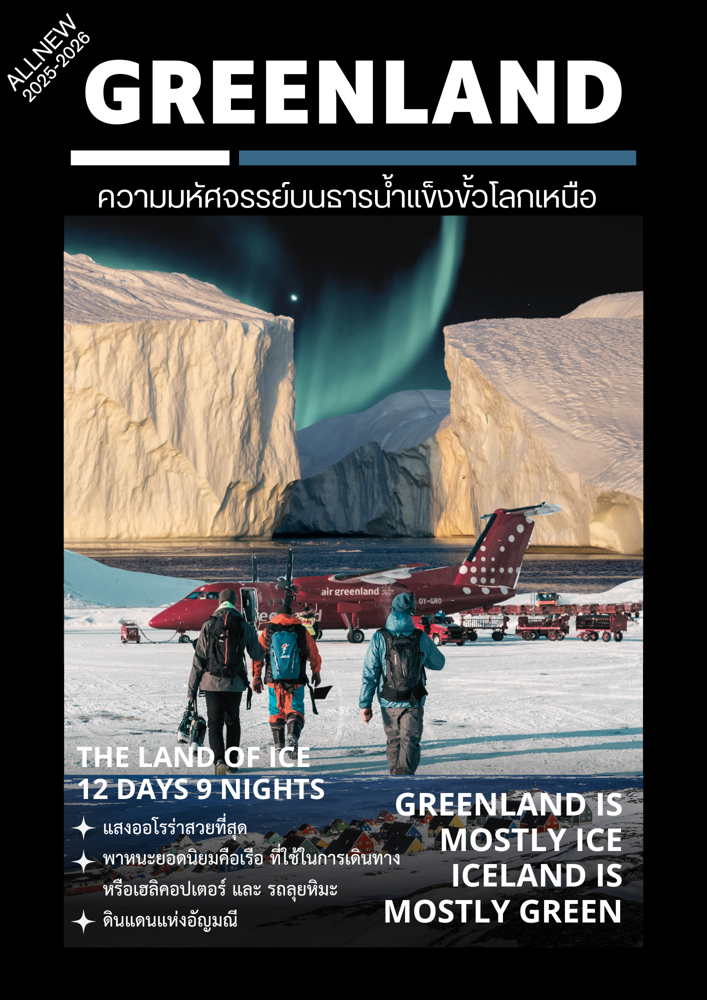 ALLNEW
2025-2026
GREENLAND
ความมหัศจรรย์บนธารน้ำแข็งขั้วโลกเหนือ
air greenland
OY-GRO
ABS
ORTOVOX
THE LAND OF ICE
12 DAYS 9 NIGHTS
แสงออโรร่าสวยที่สุด
พาหนะยอดนิยมคือเรือ ที่ใช้ในการเดินทาง
หรือเฮลิคอปเตอร์ และ รถลุยหิมะ
ดินแดนแห่งอัญมณี
GREENLAND IS
MOSTLY ICE
ICELAND IS
MOSTLY GREEN